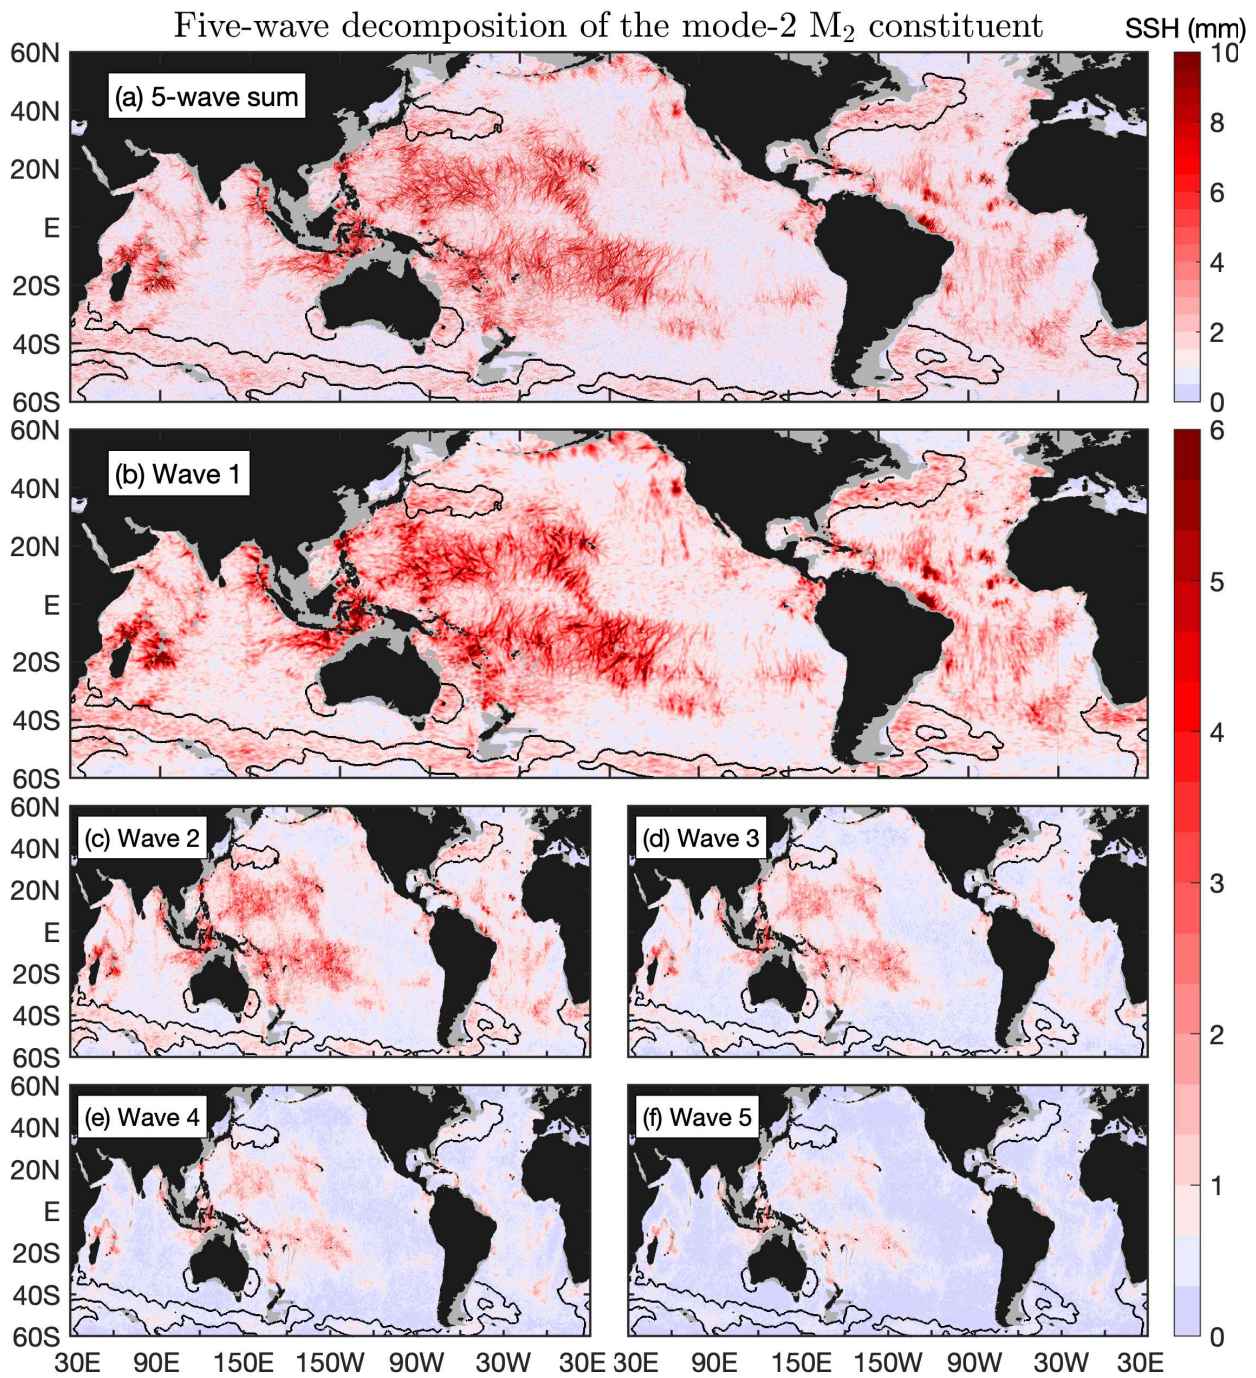 Five-wave decomposition of the mode-2 M₂ constituent
SSH (mm)
(a) 5-wave sum
60N
40N
20N
E
20S
40S
60S
10
8
6
4
2
0
(b) Wave 1
60N
40N
20N
E
20S
40S
60S
6
5
4
3
2
1
0
(c) Wave 2
60N
40N
20N
E
20S
40S
60S
(d) Wave 3
(e) Wave 4
60N
40N
20N
E
20S
40S
60S
30E 90E 150E 150W 90W 30W 30E
(f) Wave 5
30E 90E 150E 150W 90W 30W 30E